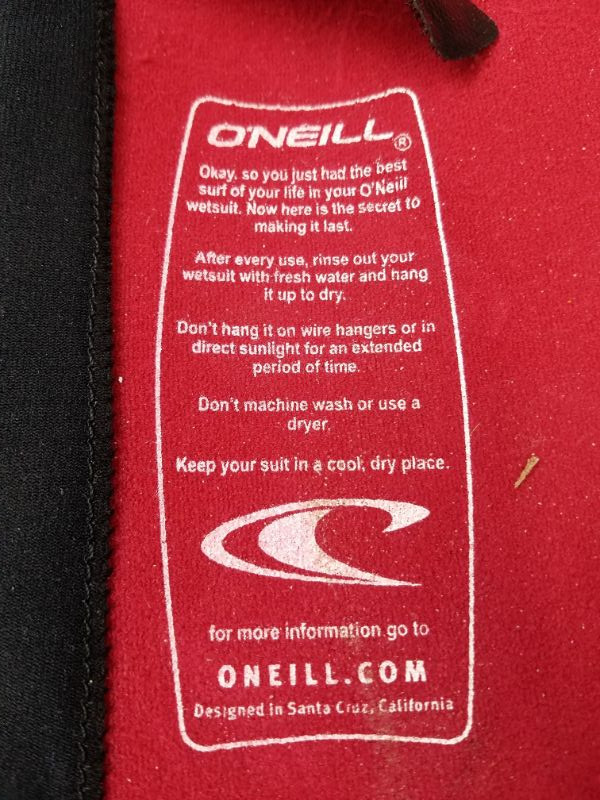 O'NEILL®
Okay, so you just had the best
surf of your life in your O'Neill
wetsuit. Now here is the secret to
making it last.
After every use, rinse out your
wetsuit with fresh water and hang
it up to dry.
Don't hang it on wire hangers or in
direct sunlight for an extended
period of time.
Don't machine wash or use a
dryer.
Keep your suit in a cool, dry place.
for more information go to
ONEILL.COM
Designed in Santa Cruz, California